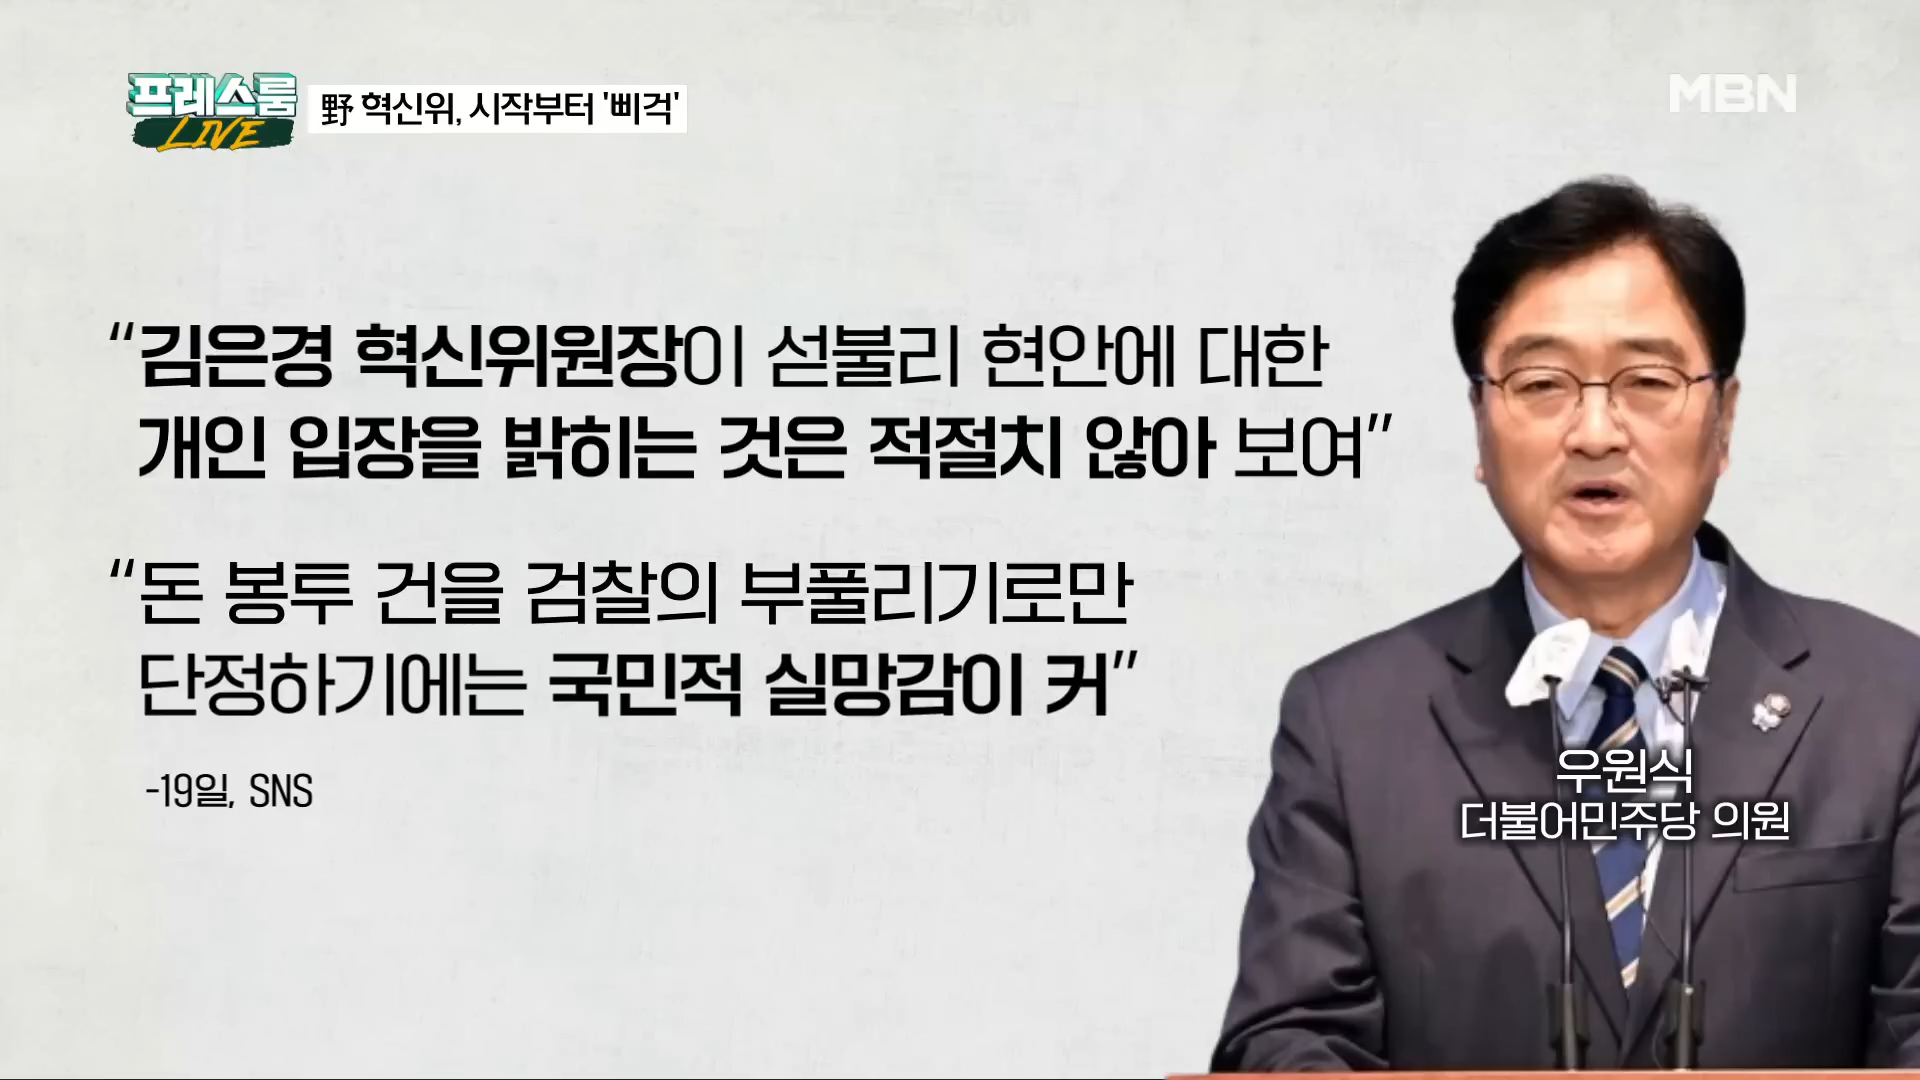 프레스룸
LIVE
野 혁신위, 시작부터 '삐걱'
MBN
“김은경 혁신위원장이 섣불리 현안에 대한
개인 입장을 밝히는 것은 적절치 않아 보여”
“돈 봉투 건을 검찰의 부풀리기로만
단정하기에는 국민적 실망감이 커”
-19일, SNS
우원식
더불어민주당 의원